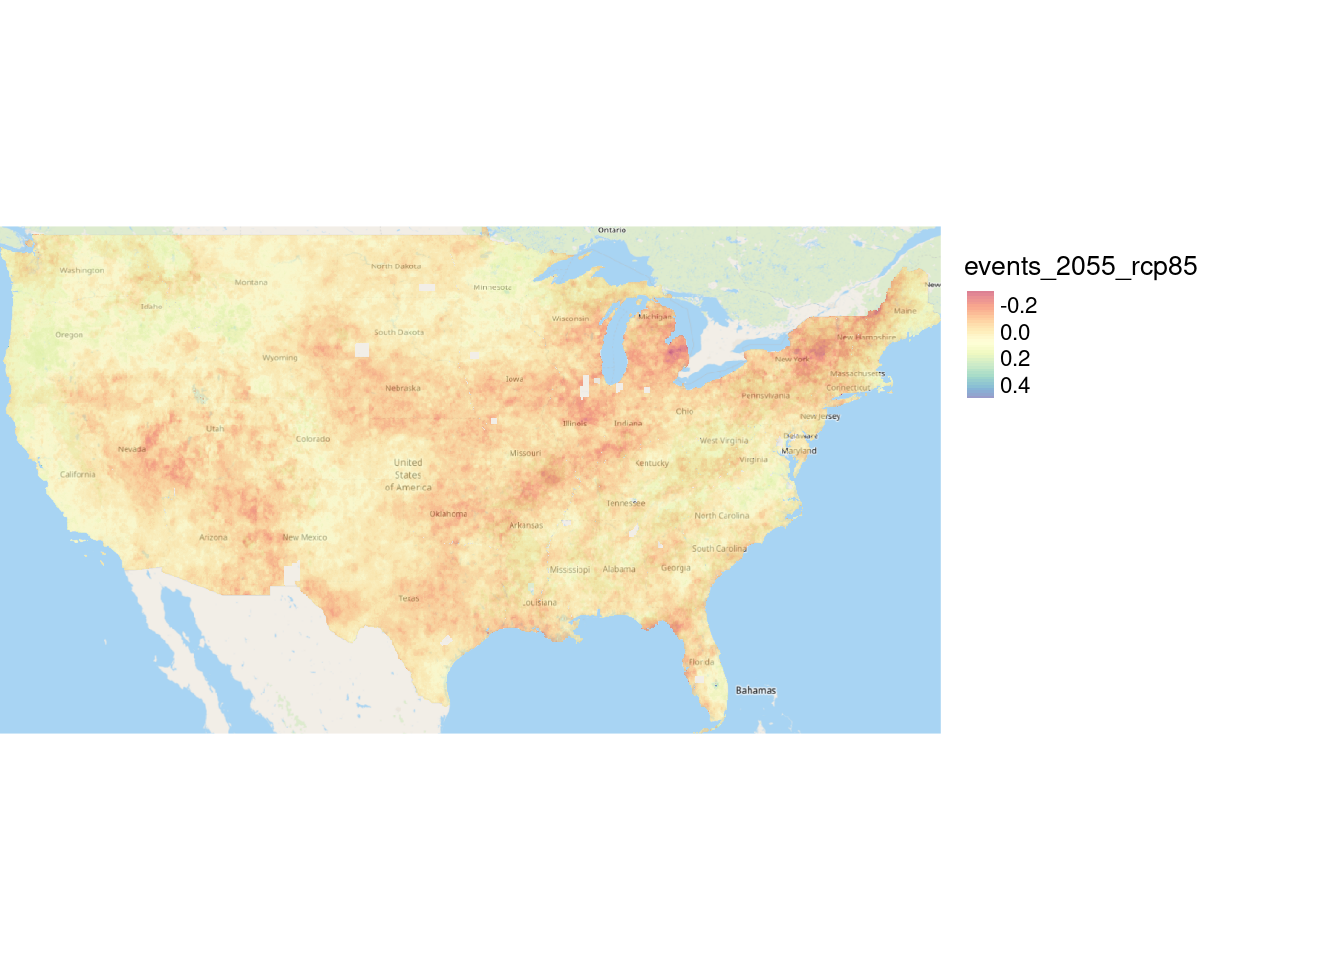 Ontario
events_2055_rcp85
Washington
North Dakota
Montana
Minnesota
New
-0.2
Idaho
Maine
Michigan
Wisconsin
0.0
Oregon
South Dakota
New Hampshire
Wyoming
New York
0.2
Massachusetts
Iowa
0.4
Nebraska
Connecticut
Pennsylvania
Ohio
New Jersey
Utah
Illinois
Indiana
Colorado
West Virginia
Delaware
Nevada
Missouri
Maryland
United
States
of America
Kentucky
Virginia
California
Tennessee
Oklahoma
North Carolina
Arkansas
Arizona
New Mexico
South Carolina
Mississippi
Alabama
Georgia
Texas
Louisiana
Florida
Bahamas